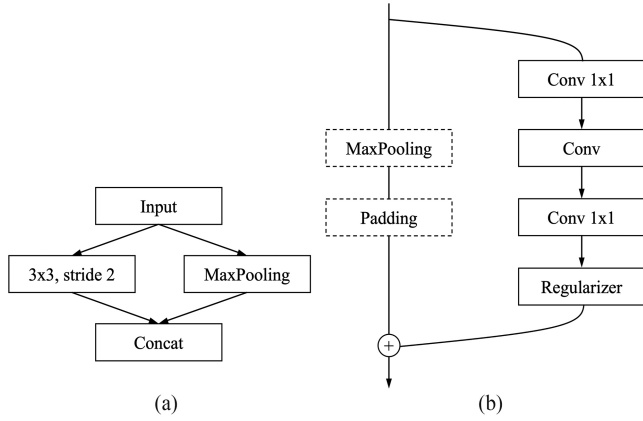 Input
3x3, stride 2
MaxPooling
Concat
(a)
MaxPooling
Padding
Conv 1x1
Conv
Conv 1x1
Regularizer
+
(b)